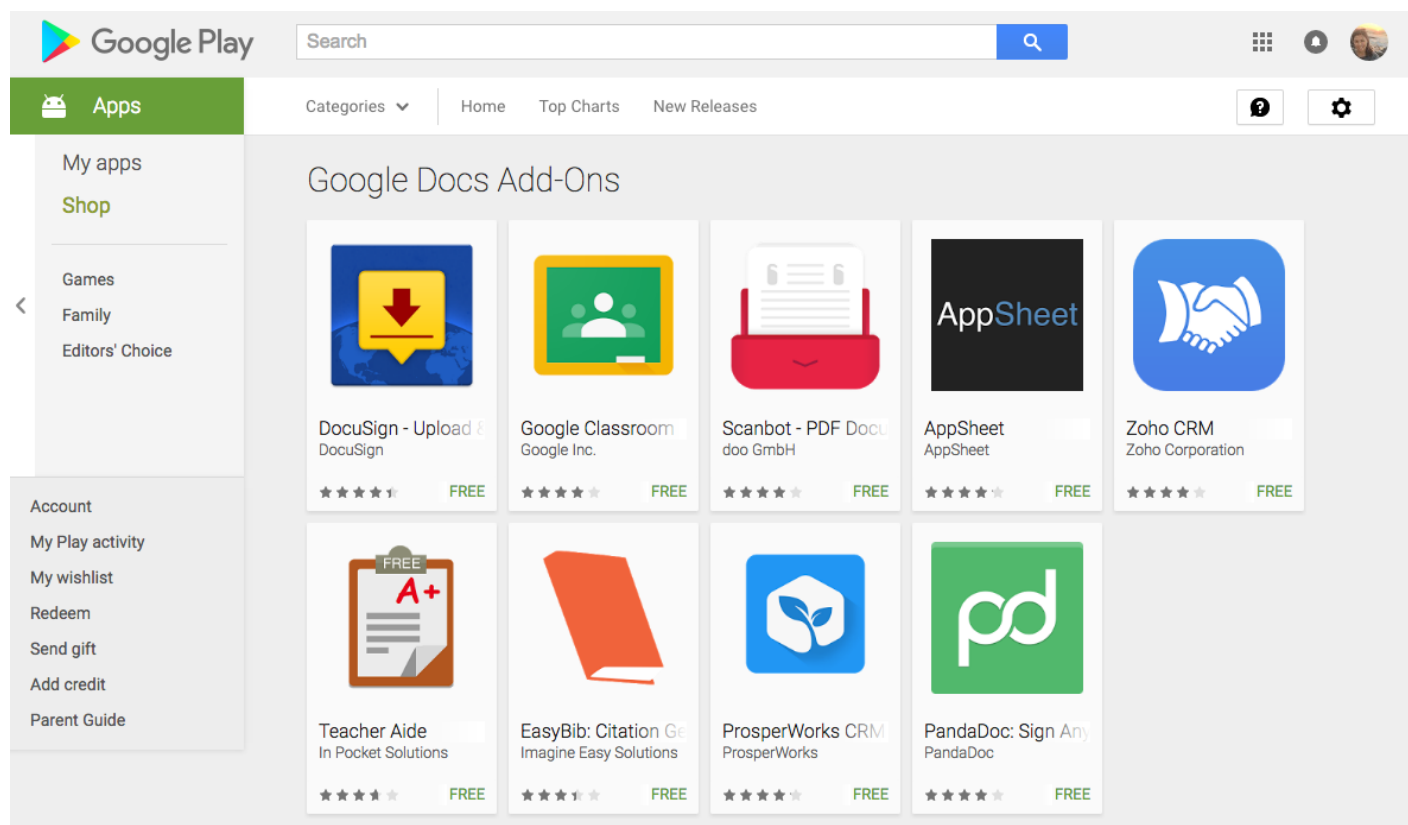 Google Play
Search
Apps
Categories
Home
Top Charts
New Releases
My apps
Shop
Games
Family
Editors' Choice
Account
My Play activity
My wishlist
Redeem
Send gift
Add credit
Parent Guide
Google Docs Add-Ons
DocuSign - Upload &
DocuSign
FREE
Google Classroom
Google Inc.
FREE
Scanbot - PDF Docu
doo GmbH
FREE
AppSheet
AppSheet
AppSheet
FREE
Zoho CRM
Zoho Corporation
FREE
FREE
A+
Teacher Aide
In Pocket Solutions
FREE
EasyBib: Citation Ge
Imagine Easy Solutions
FREE
ProsperWorks CRM
ProsperWorks
FREE
pd
PandaDoc: Sign Any
PandaDoc
FREE